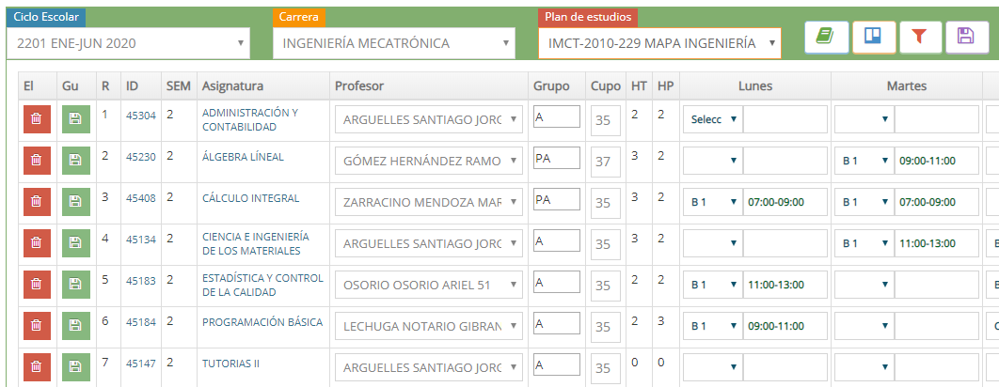 Ciclo Escolar Carrera Plan de estudios
2201 ENE-JUN 2020 INGENIERÍA MECATRÓNICA IMCT-2010-229 MAPA INGENIERÍA
El Gu R ID SEM Asignatura Profesor Grupo Cupo HT HP Lunes Martes
1 45304 2 ADMINISTRACIÓN Y CONTABILIDAD ARGUELLES SANTIAGO JORG A 35 2 2 Selecc
2 45230 2 ÁLGEBRA LÍNEAL GÓMEZ HERNÁNDEZ RAMO PA 37 3 2 B 1 09:00-11:00
3 45408 2 CÁLCULO INTEGRAL ZARRACINO MENDOZA MAR PA 35 3 2 B 1 07:00-09:00 B 1 07:00-09:00
4 45134 2 CIENCIA E INGENIERÍA DE LOS MATERIALES ARGUELLES SANTIAGO JORG A 35 3 2 B 1 11:00-13:00
5 45183 2 ESTADÍSTICA Y CONTROL DE LA CALIDAD OSORIO OSORIO ARIEL 51 A 35 2 2 B 1 11:00-13:00
6 45184 2 PROGRAMACIÓN BÁSICA LECHUGA NOTARIO GIBRAN A 35 2 3 B 1 09:00-11:00
7 45147 2 TUTORIAS II ARGUELLES SANTIAGO JORG A 35 0 0